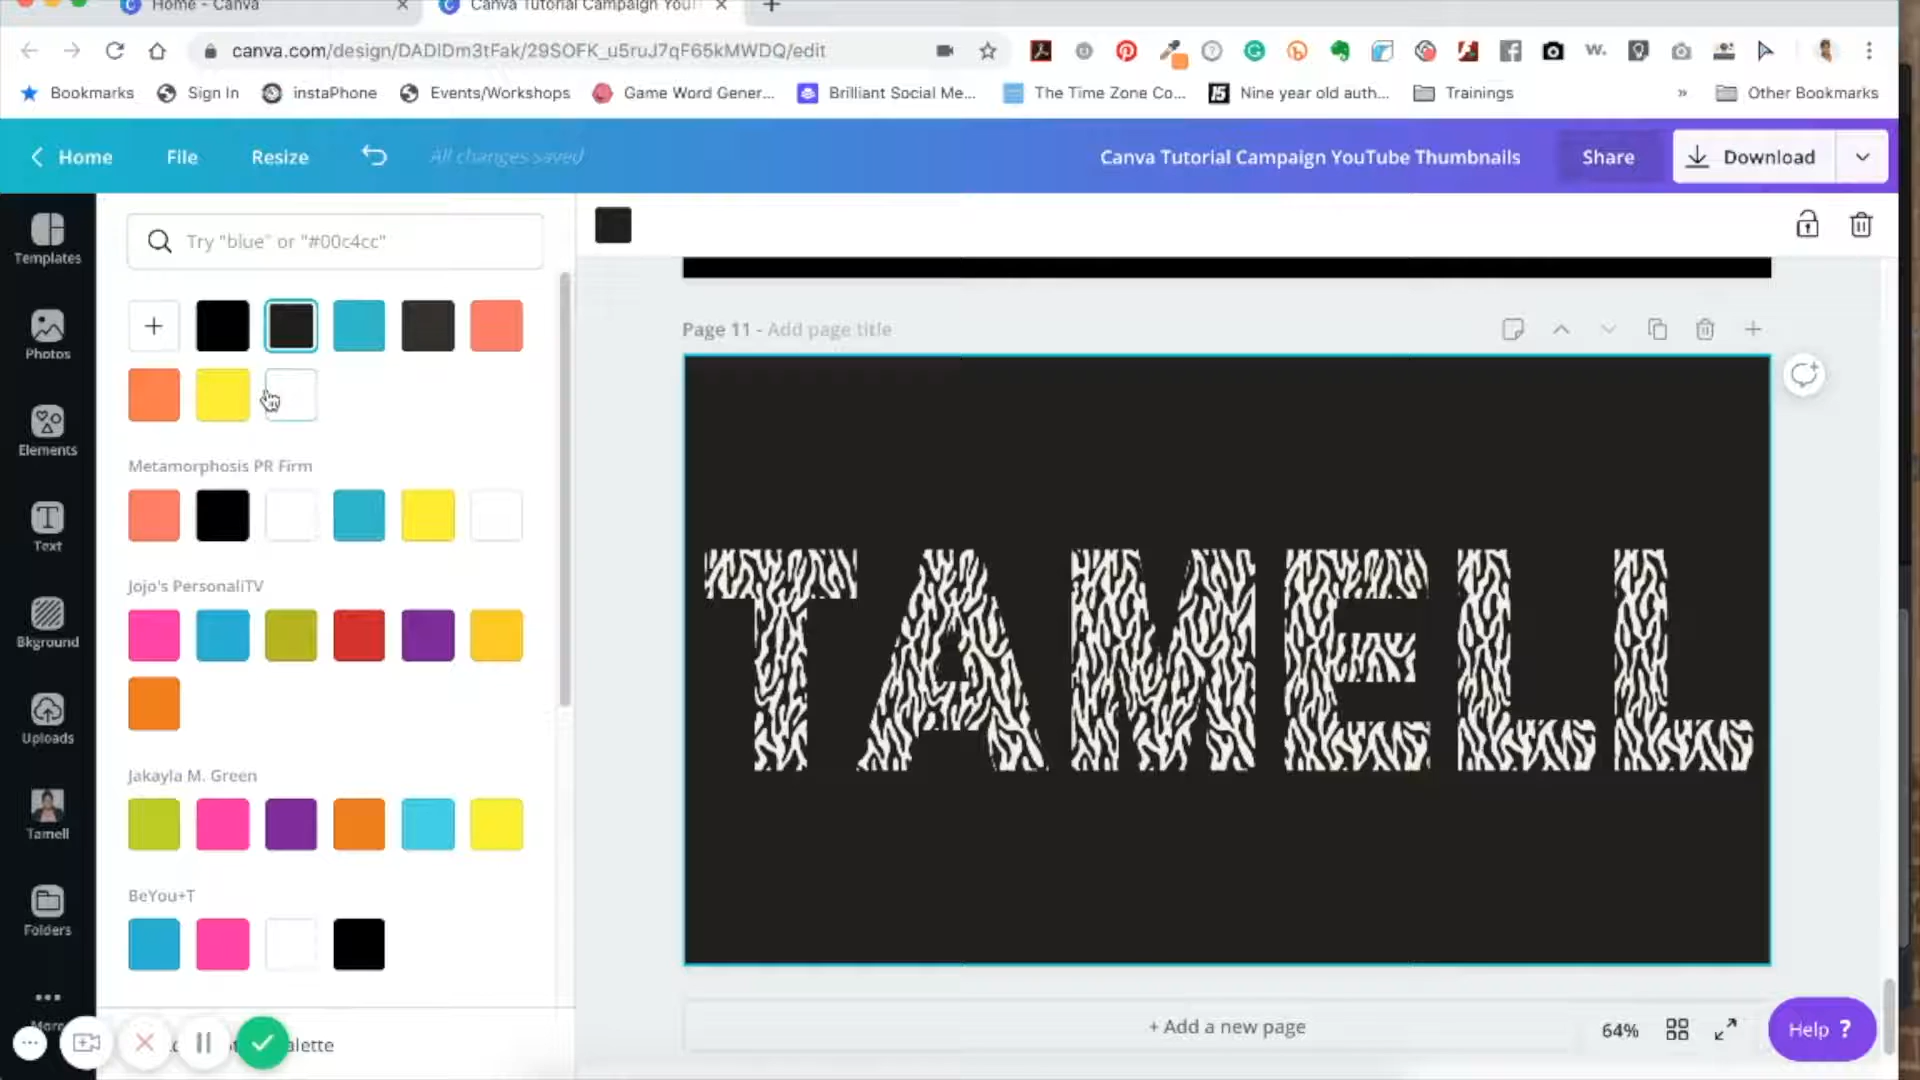 Home - Canva
Canva Tutorial Campaign YouT
canva.com/design/DADlDm3tFak/29SOFK_u5ruJ7qF65kMWDQ/edit
Bookmarks
Sign In
instaPhone
Events/Workshops
Game Word Gener...
Brilliant Social Me...
The Time Zone Co...
Nine year old auth...
Trainings
»
Other Bookmarks
Home
File
Resize
All changes saved
Canva Tutorial Campaign YouTube Thumbnails
Share
Download
Templates
Photos
Elements
Text
Bkground
Uploads
Tamell
Folders
More
Try "blue" or "#00c4cc"
Metamorphosis PR Firm
Jojo's PersonaliTV
Jakayla M. Green
BeYou+T
alette
Page 11 - Add page title
TAMELL
+ Add a new page
64%
Help ?